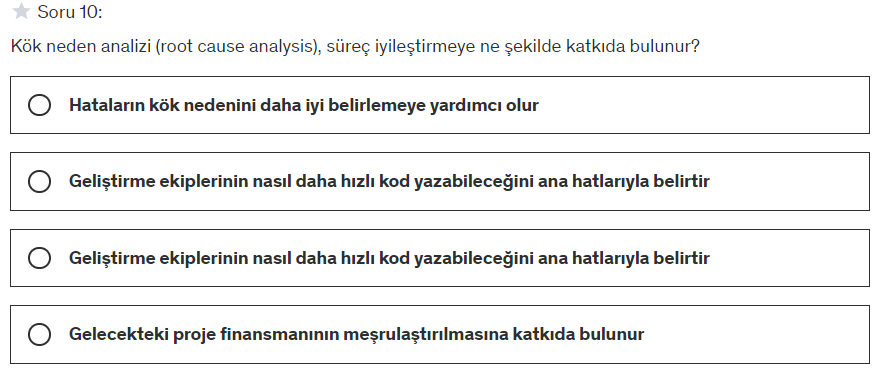 Soru 10:
Kök neden analizi (root cause analysis), süreç iyileştirmeye ne şekilde katkıda bulunur?
Hataların kök nedenini daha iyi belirlemeye yardımcı olur
Geliştirme ekiplerinin nasıl daha hızlı kod yazabileceğini ana hatlarıyla belirtir
Geliştirme ekiplerinin nasıl daha hızlı kod yazabileceğini ana hatlarıyla belirtir
Gelecekteki proje finansmanının meşrulaştırılmasına katkıda bulunur